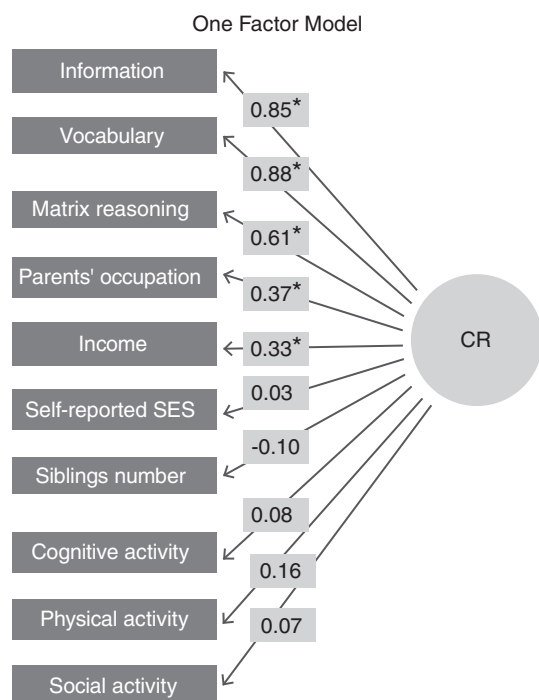 One Factor Model
Information
0.85*
Vocabulary
0.88*
Matrix reasoning
0.61*
Parents' occupation
0.37*
Income
0.33*
CR
Self-reported SES
0.03
Siblings number
-0.10
Cognitive activity
0.08
Physical activity
0.16
Social activity
0.07